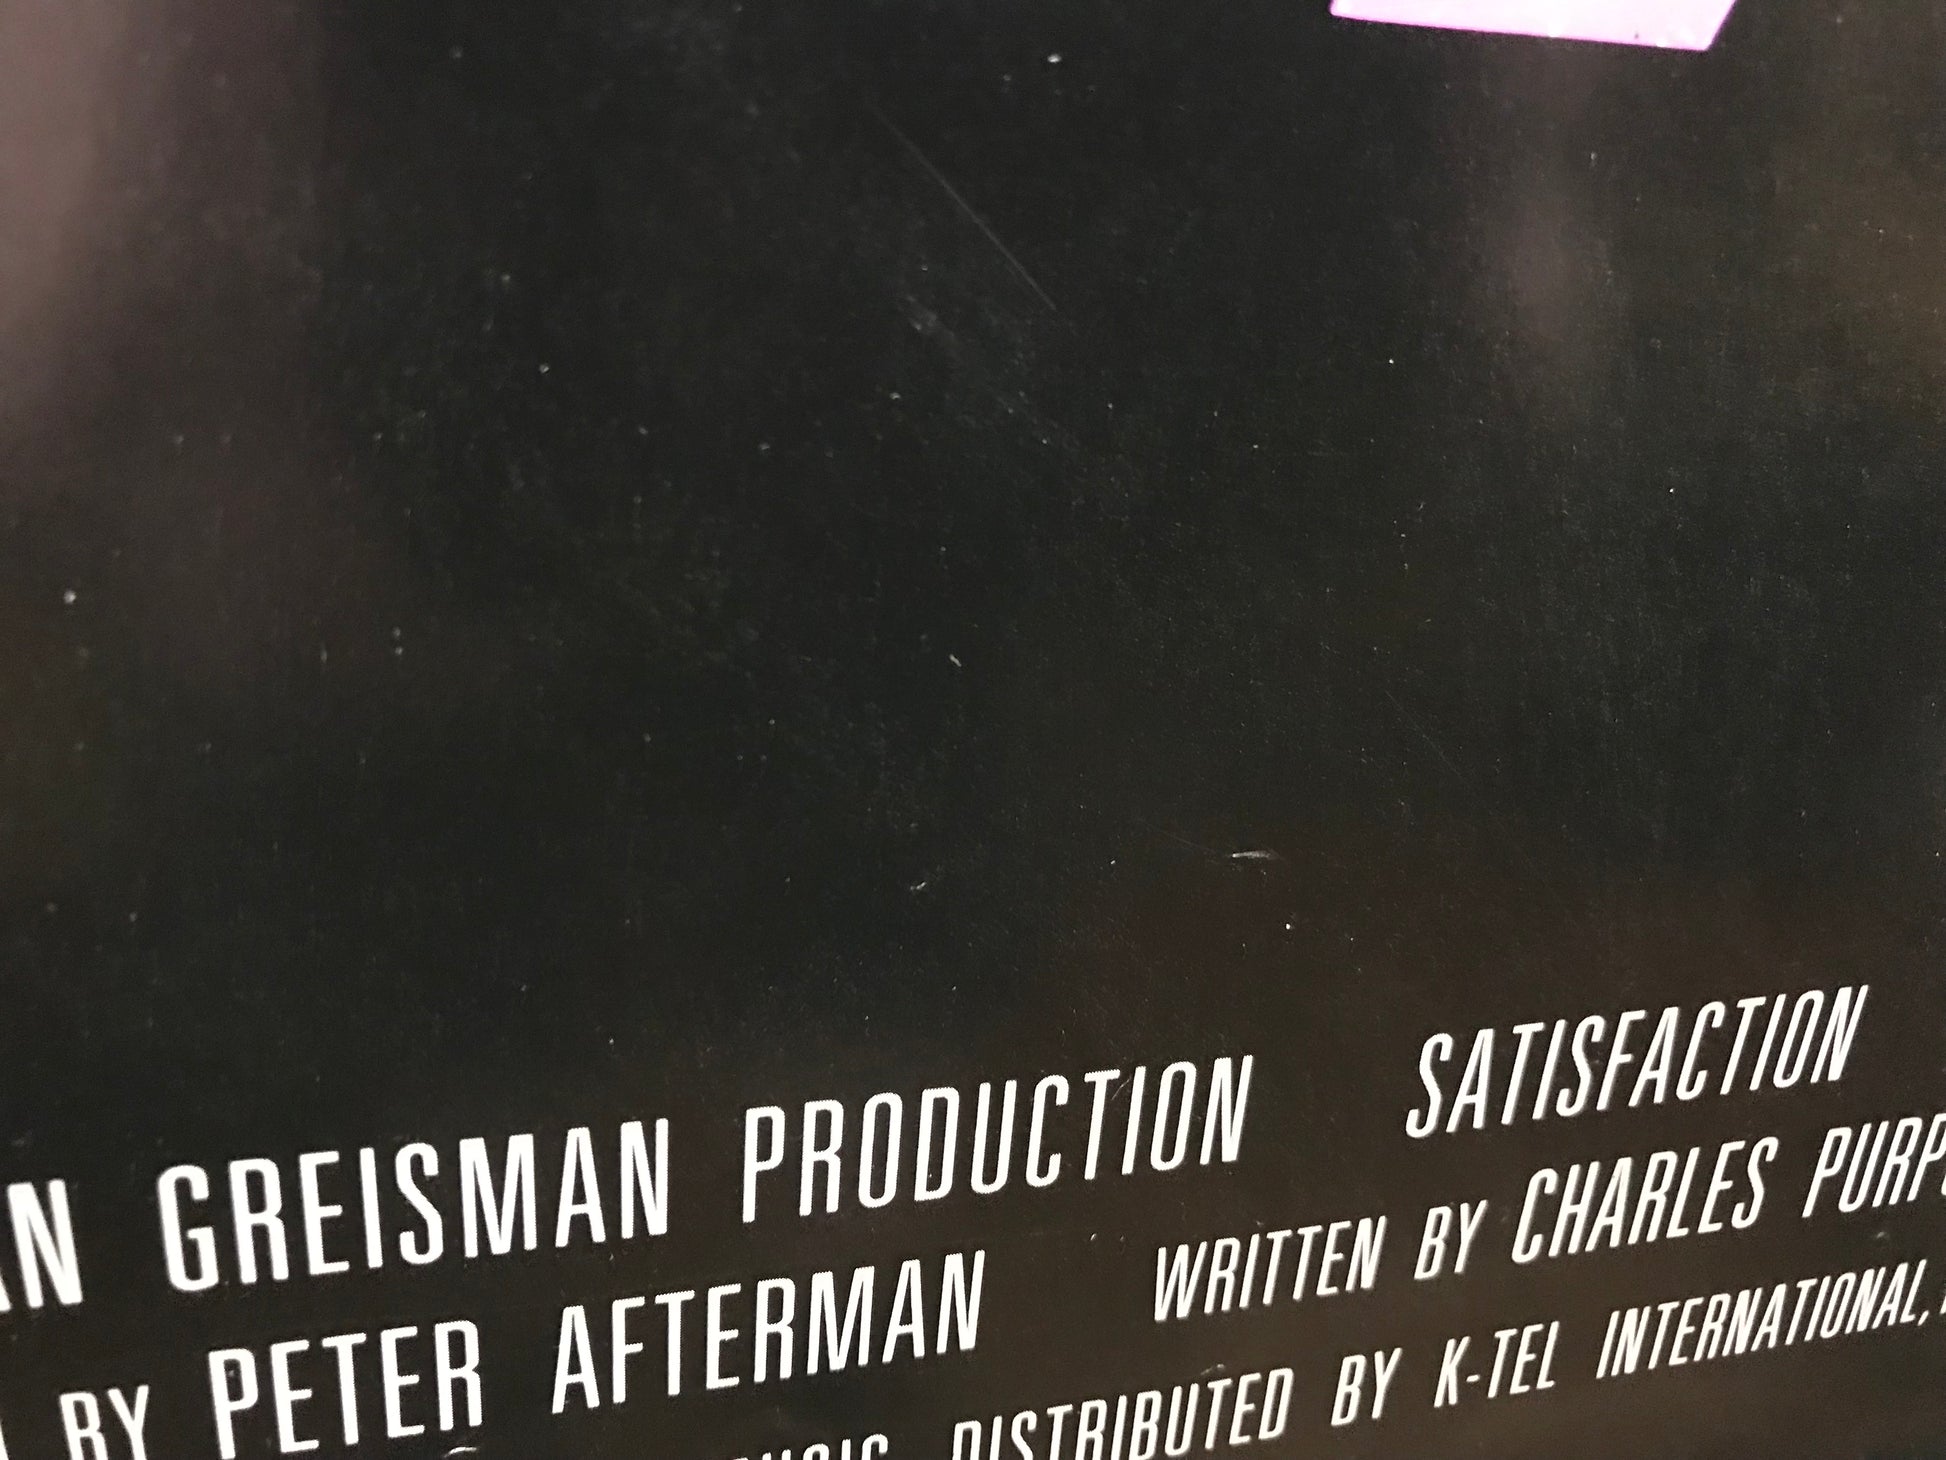 GREISMAN PRODUCTION SATISFACTION
BY PETER AFTERMAN WRITTEN BY CHARLES
DISTRIBUTED BY K-TEL INTERNATIONAL,